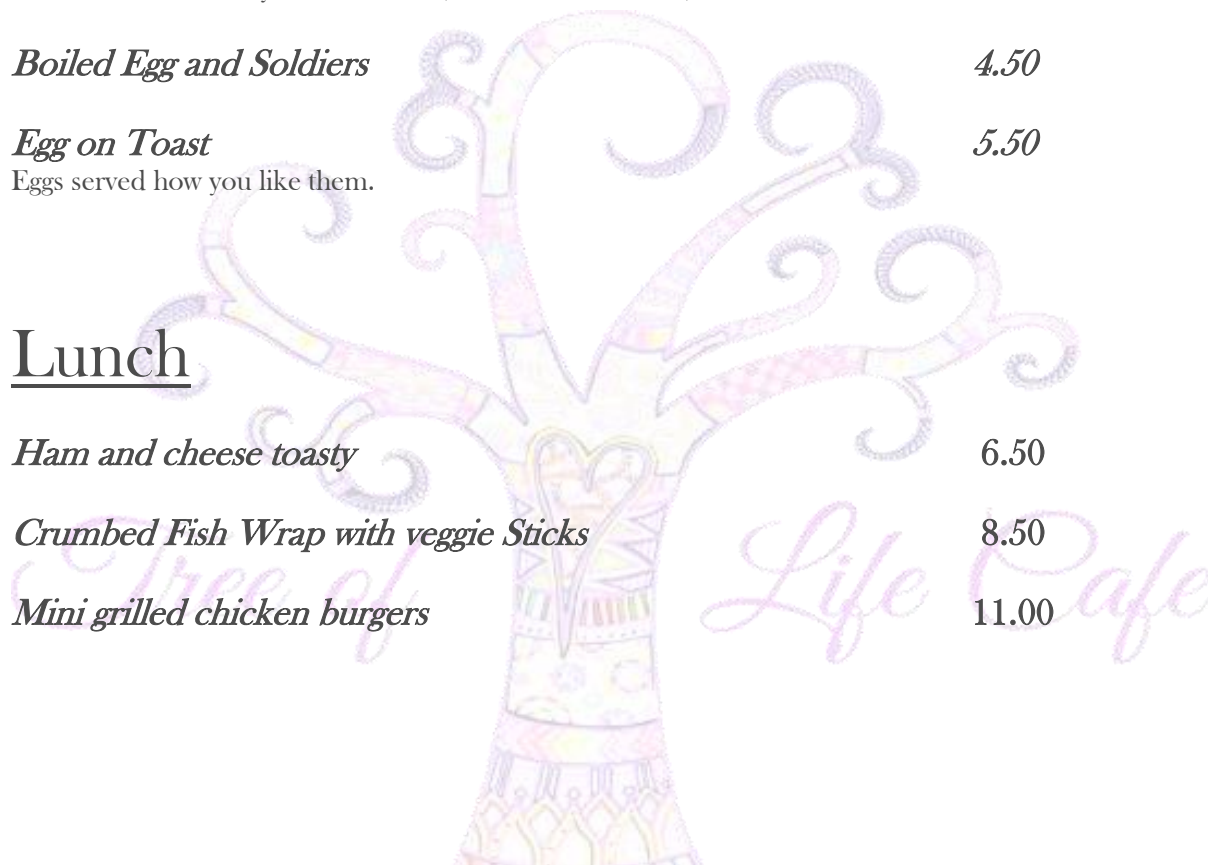 Boiled Egg and Soldiers 4.50
Egg on Toast 5.50
Eggs served how you like them.
Lunch
Ham and cheese toasty 6.50
Crumbed Fish Wrap with veggie Sticks 8.50
Tree of Life Cafe
Mini grilled chicken burgers 11.00